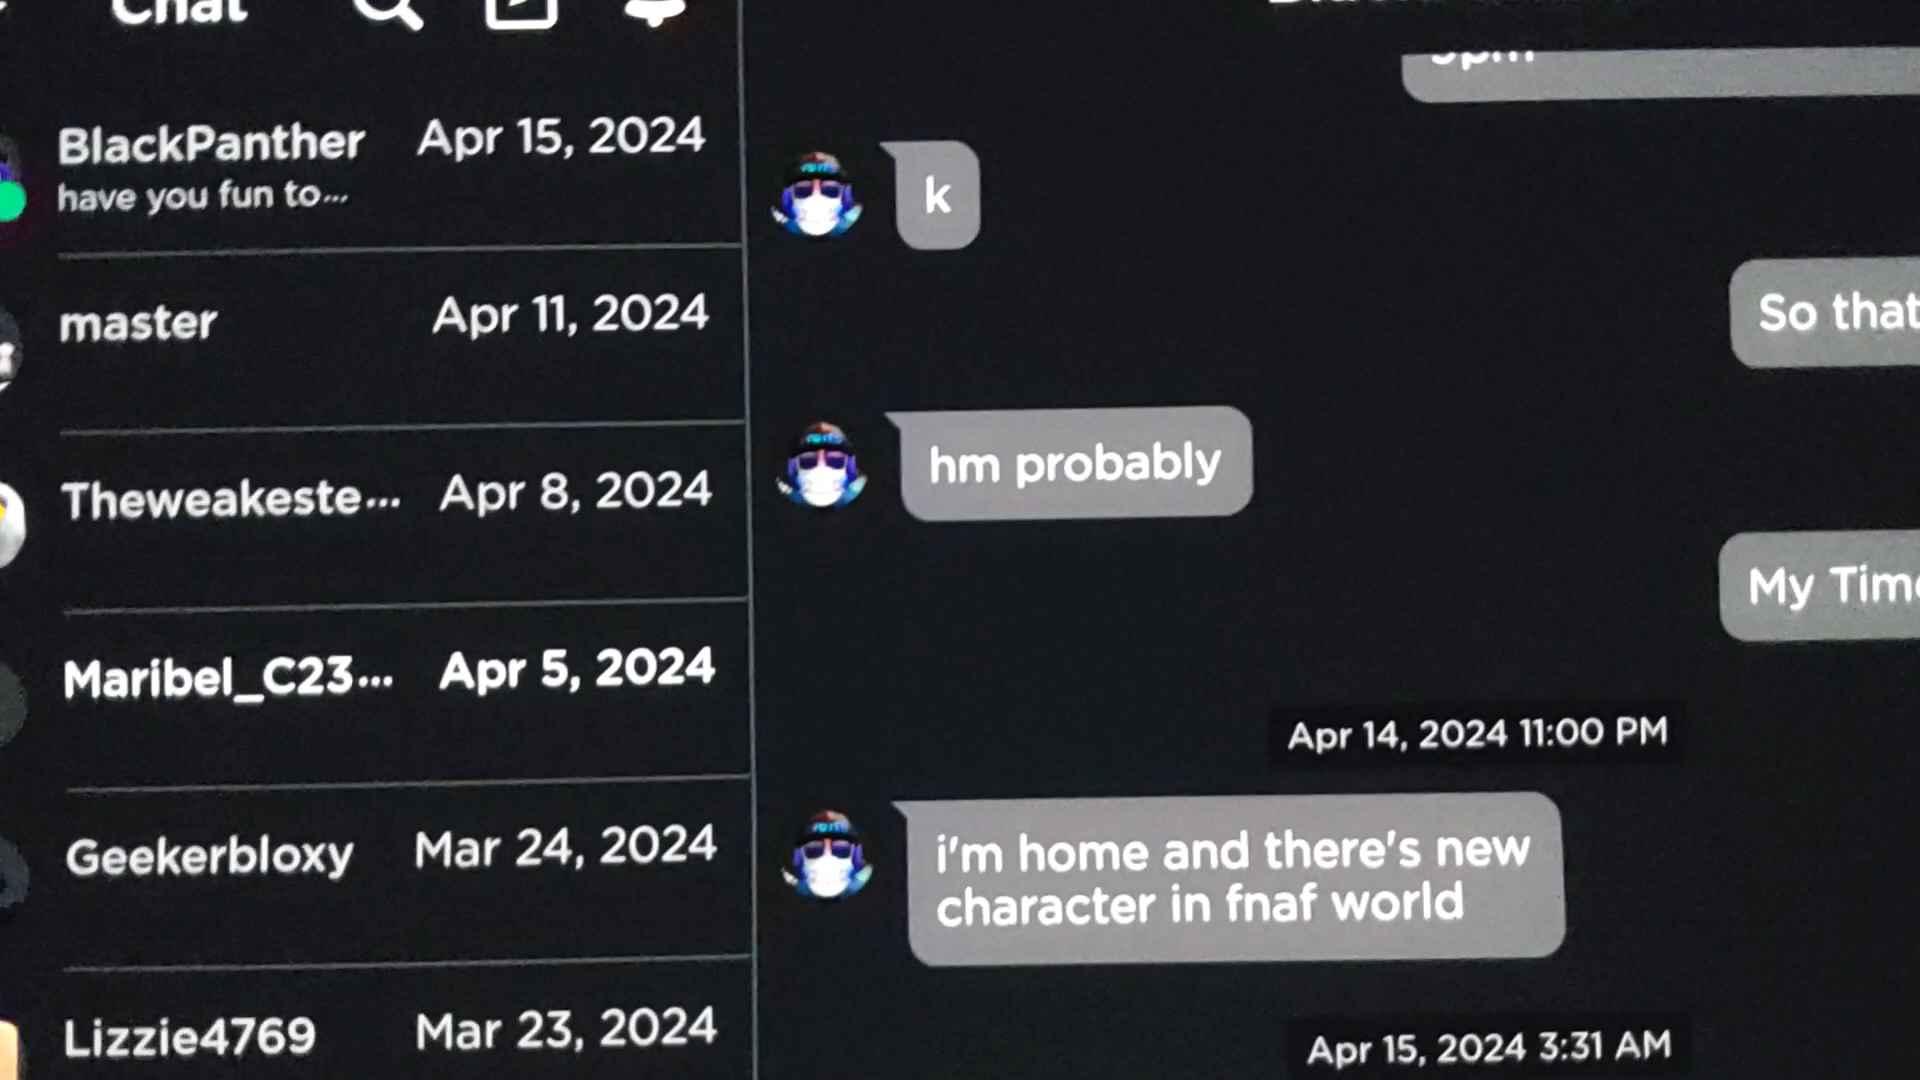 Chat
BlackPanther Apr 15, 2024
have you fun to...
master Apr 11, 2024
Theweakeste... Apr 8, 2024
Maribel_C23... Apr 5, 2024
Geekerbloxy Mar 24, 2024
Lizzie4769 Mar 23, 2024
k
So that
hm probably
My Time
Apr 14, 2024 11:00 PM
i'm home and there's new
character in fnaf world
Apr 15, 2024 3:31 AM